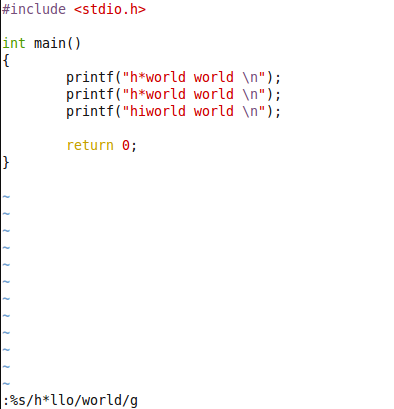 #include <stdio.h>
int main()
{
printf("h*world world \n");
printf("h*world world \n");
printf("hiworld world \n");
return 0;
}
~
~
~
~
~
~
~
~
~
~
~
~
:%s/h*llo/world/g